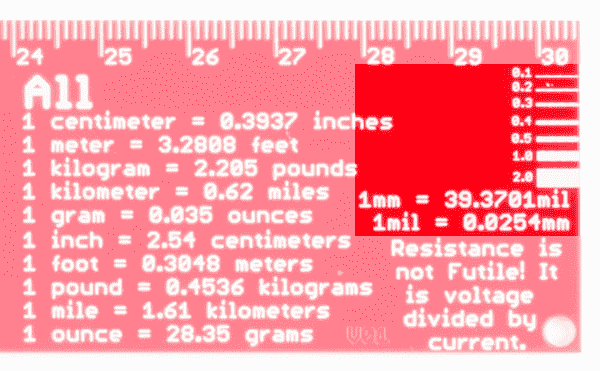 24 25 26 27 28 29 30
All
1 centimeter = 0.3937 inches
1 meter = 3.2808 feet
1 kilogram = 2.205 pounds
1 kilometer = 0.62 miles
1 gram = 0.035 ounces
1 inch = 2.54 centimeters
1 foot = 0.3048 meters
1 pound = 0.4536 kilograms
1 mile = 1.61 kilometers
1 ounce = 28.35 grams
0.1
0.2
0.3
0.4
0.5
1.0
2.0
1mm = 39.3701mil
1mil = 0.0254mm
Resistance is
not Futile! It
is voltage
divided by
current.